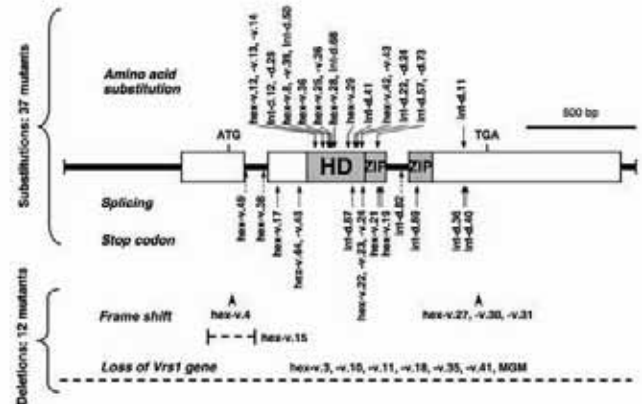 Substitutions: 37 mutants
Amino acid
substitution
hex-v.12, -v.13, -v.14
Int-d.12, -d.28
hex-v.8, -v.39, Int-d.50
hex-v.36
hex-v.25, -v.26
hex-v.28, Int-d.68
hex-v.29
int-d.41
hex-v.42, -v.43
int-d.22, -d.24
int-d.57, -d.73
int-d.11
500 bp
ATG
TGA
HD
ZIP
ZIP
Splicing
Stop codon
hex-v.49
hex-v.38
hex-v.17
hex-v.44, -v.45
int-d.67
hex-v.22, -v.23, -v.24
hex-v.21
hex-v.19
int-d.82
int-d.69
int-d.36
int-d.40
Deletions: 12 mutants
Frame shift
hex-v.4
hex-v.27, -v.30, -v.31
hex-v.15
Loss of Vrs1 gene
hex-v.3, -v.10, -v.11, -v.18, -v.35, -v.41, MGM